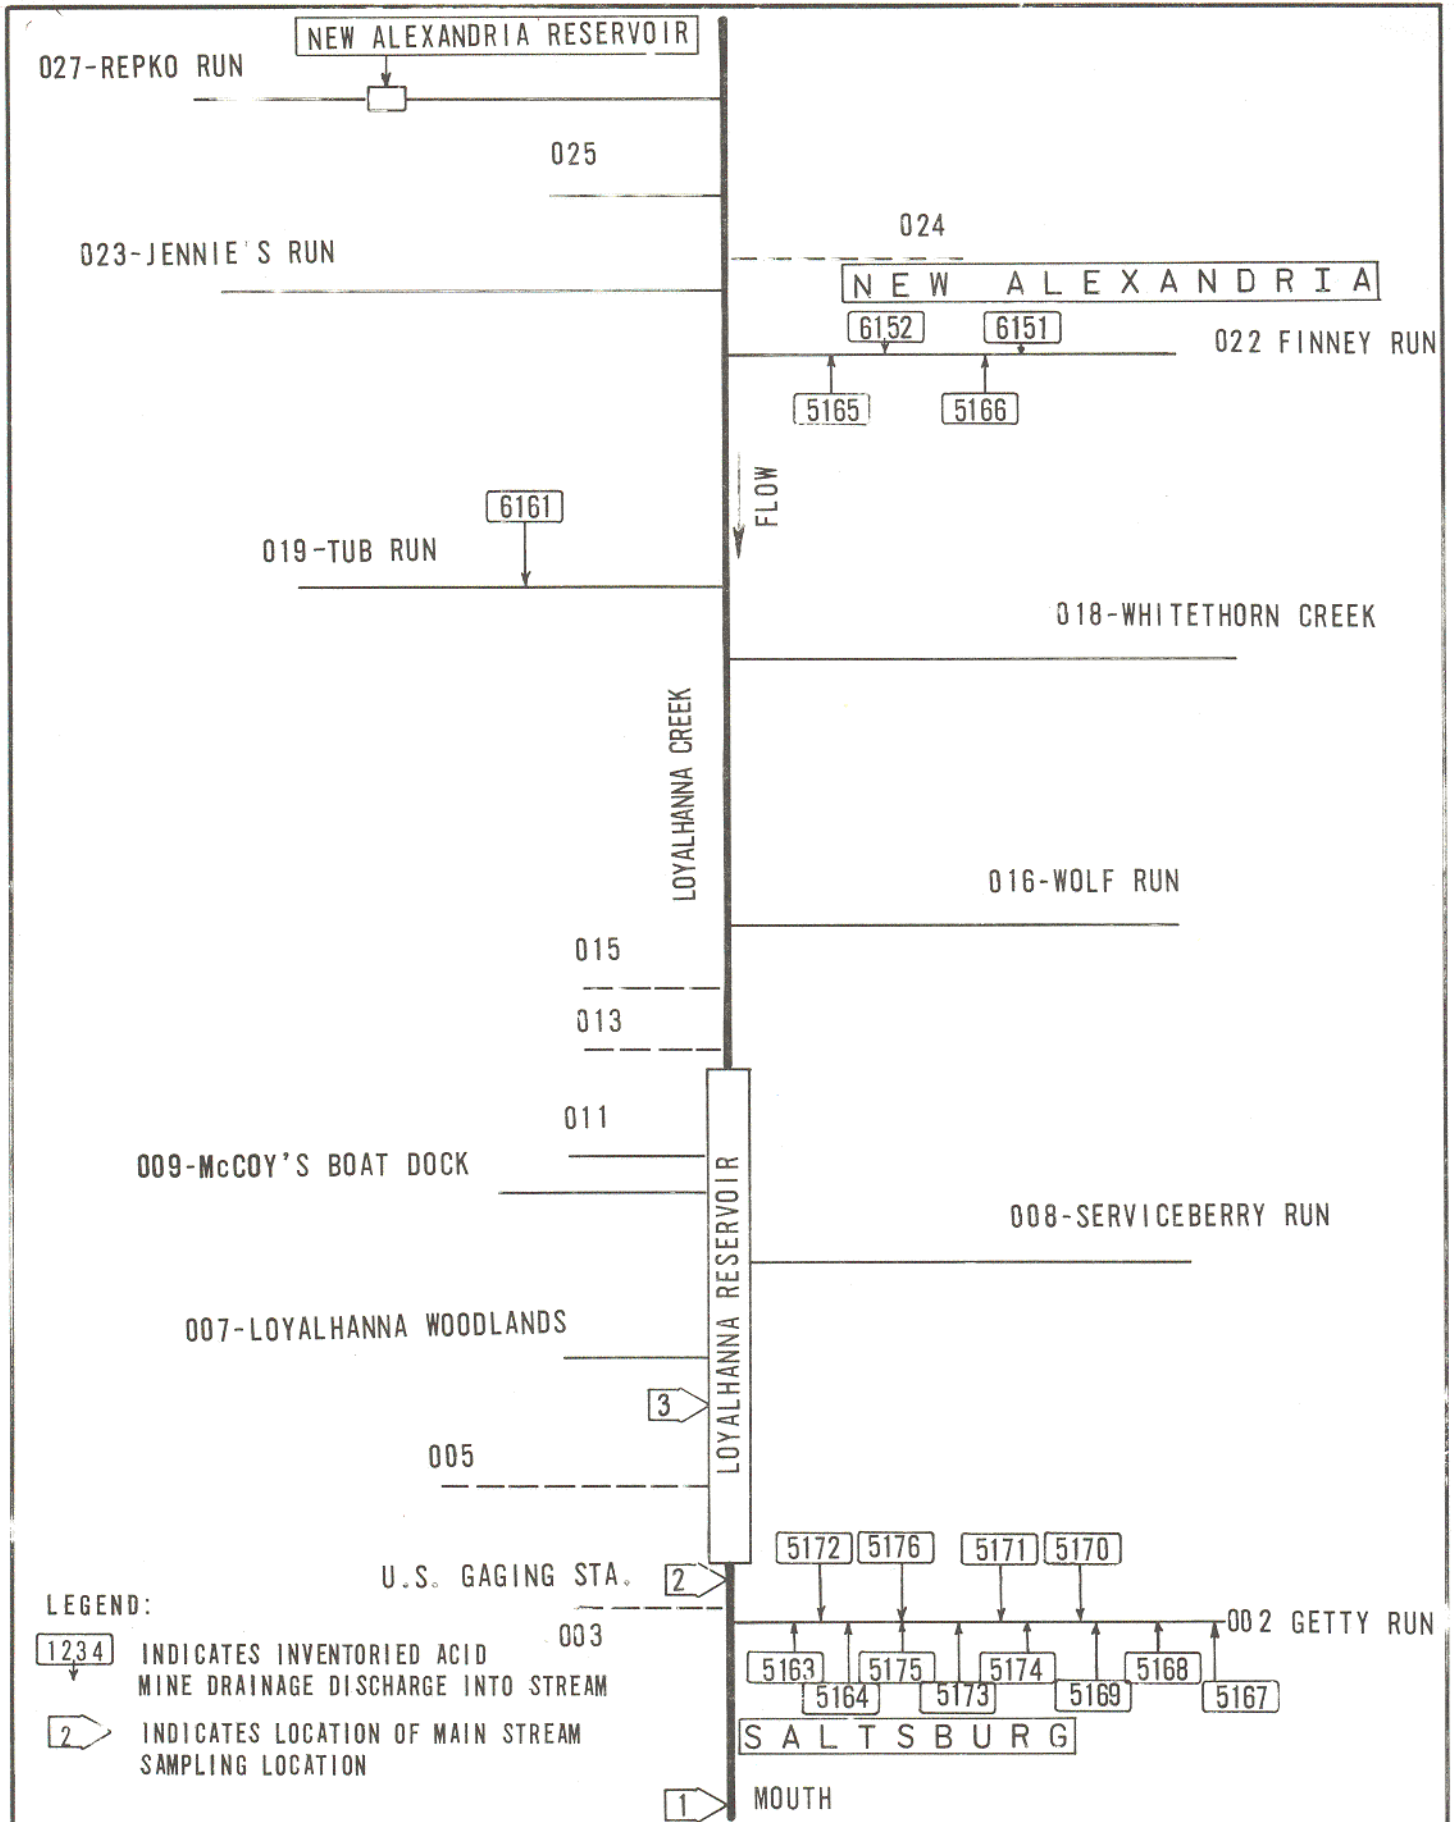 NEW ALEXANDRIA RESERVOIR
027-REPKO RUN
025
024
023-JENNIE'S RUN
NEW ALEXANDRIA
6152
6151
022 FINNEY RUN
5165
5166
FLOW
6161
019-TUB RUN
018-WHITETHORN CREEK
LOYALHANNA CREEK
016-WOLF RUN
015
013
011
009-McCOY'S BOAT DOCK
LOYALHANNA RESERVOIR
008-SERVICEBERRY RUN
007-LOYALHANNA WOODLANDS
3
005
5172
5176
5171
5170
U.S. GAGING STA.
2
003
002 GETTY RUN
5163
5164
5175
5173
5174
5169
5168
5167
SALTSBURG
LEGEND:
1234
INDICATES INVENTORIED ACID
MINE DRAINAGE DISCHARGE INTO STREAM
2
INDICATES LOCATION OF MAIN STREAM
SAMPLING LOCATION
1
MOUTH